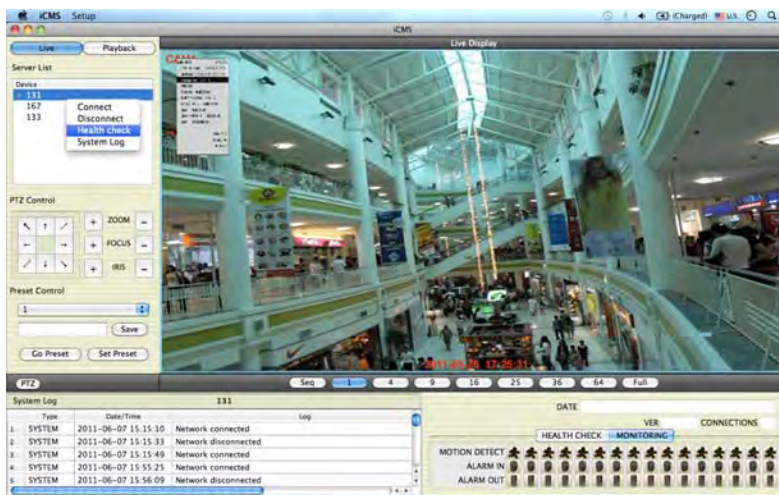 iCMS Setup
(Charged) U.S.
iCMS
Live Playback
Live Display
Server List
Device
131
167
133
Connect
Disconnect
Health check
System Log
PTZ Control
+ ZOOM -
+ FOCUS -
+ IRIS -
Preset Control
1
Save
Go Preset Set Preset
PTZ
Seq 1 4 9 16 25 36 64 Full
System Log 131
Type Date/Time Log
1 SYSTEM 2011-06-07 15:15:10 Network connected
2 SYSTEM 2011-06-07 15:15:33 Network disconnected
3 SYSTEM 2011-06-07 15:15:49 Network connected
4 SYSTEM 2011-06-07 15:55:25 Network connected
5 SYSTEM 2011-06-07 15:56:09 Network disconnected
DATE
VER CONNECTIONS
HEALTH CHECK MONITORING
MOTION DETECT
ALARM IN
ALARM OUT